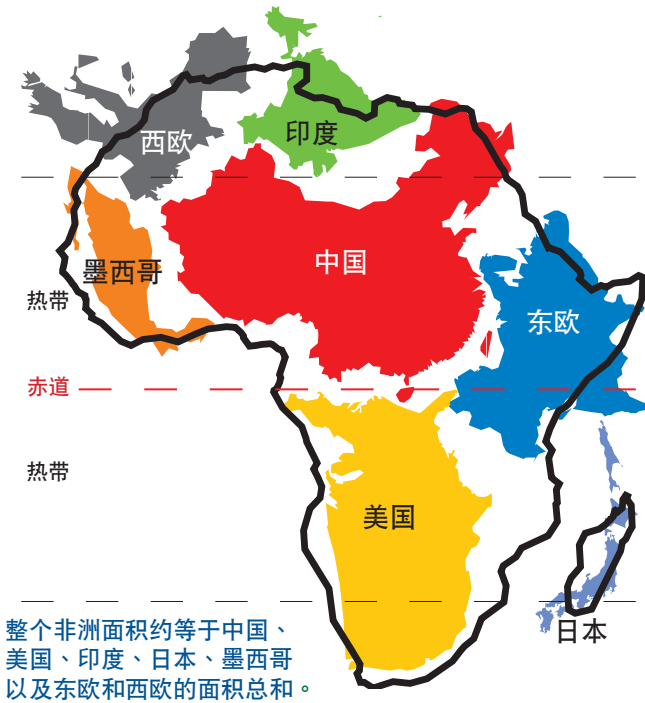 西欧
印度
墨西哥
中国
热带
东欧
赤道
热带
美国
日本
整个非洲面积约等于中国、
美国、印度、日本、墨西哥
以及东欧和西欧的面积总和。